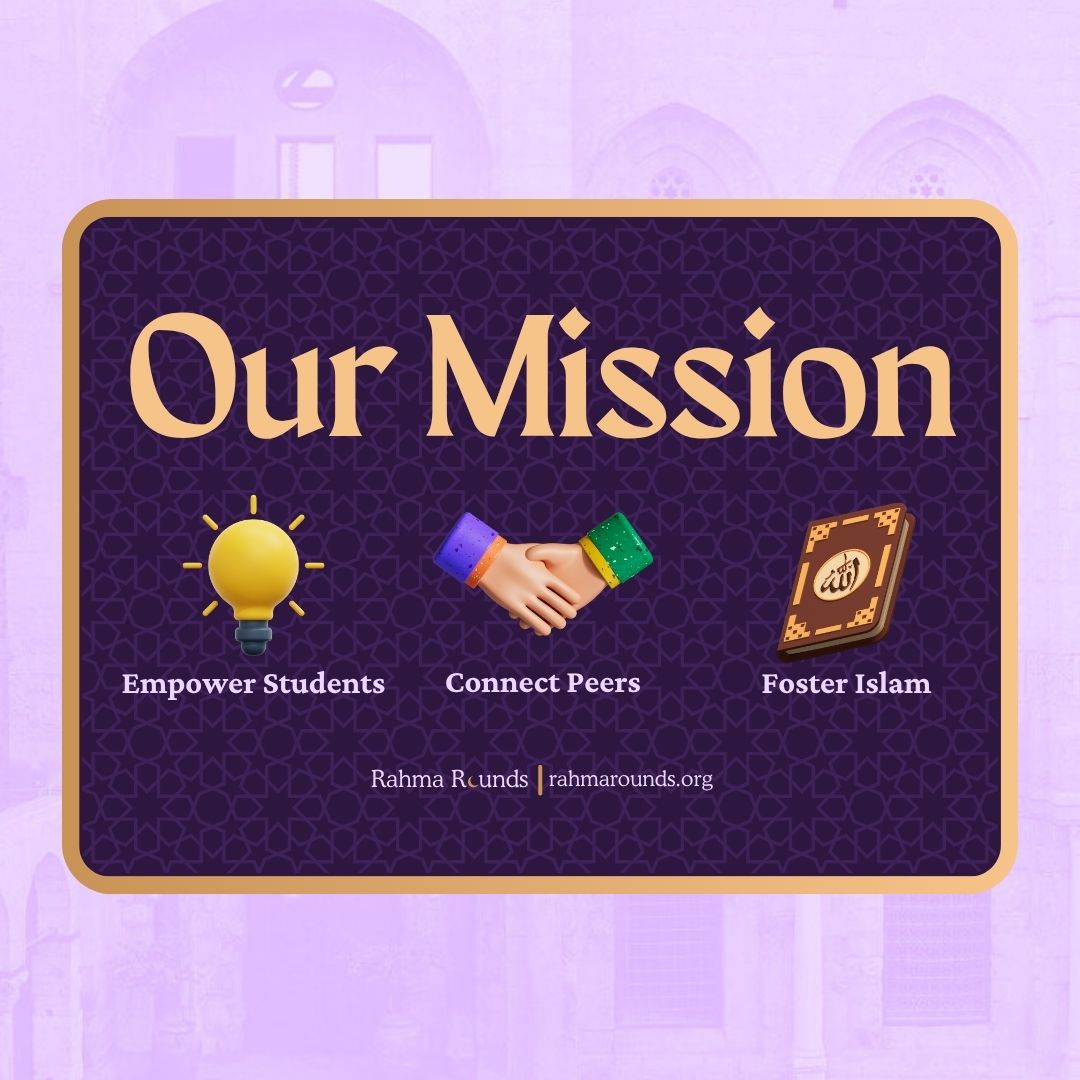 Our Mission
الله
Empower Students
Connect Peers
Foster Islam
Rahma Rounds | rahmarounds.org